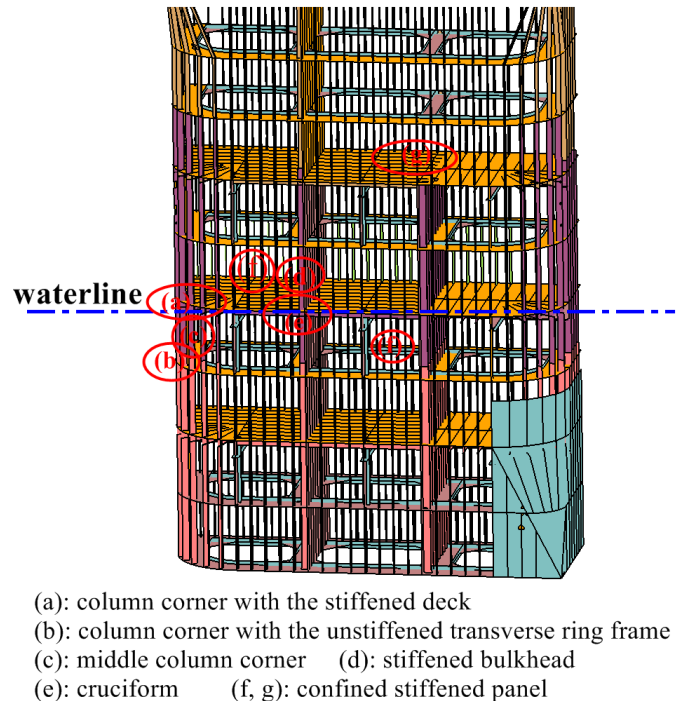 (g)
(f) (d)
waterline (a)
(e)
(c)
(f)
(b)
(a): column corner with the stiffened deck
(b): column corner with the unstiffened transverse ring frame
(c): middle column corner (d): stiffened bulkhead
(e): cruciform (f, g): confined stiffened panel